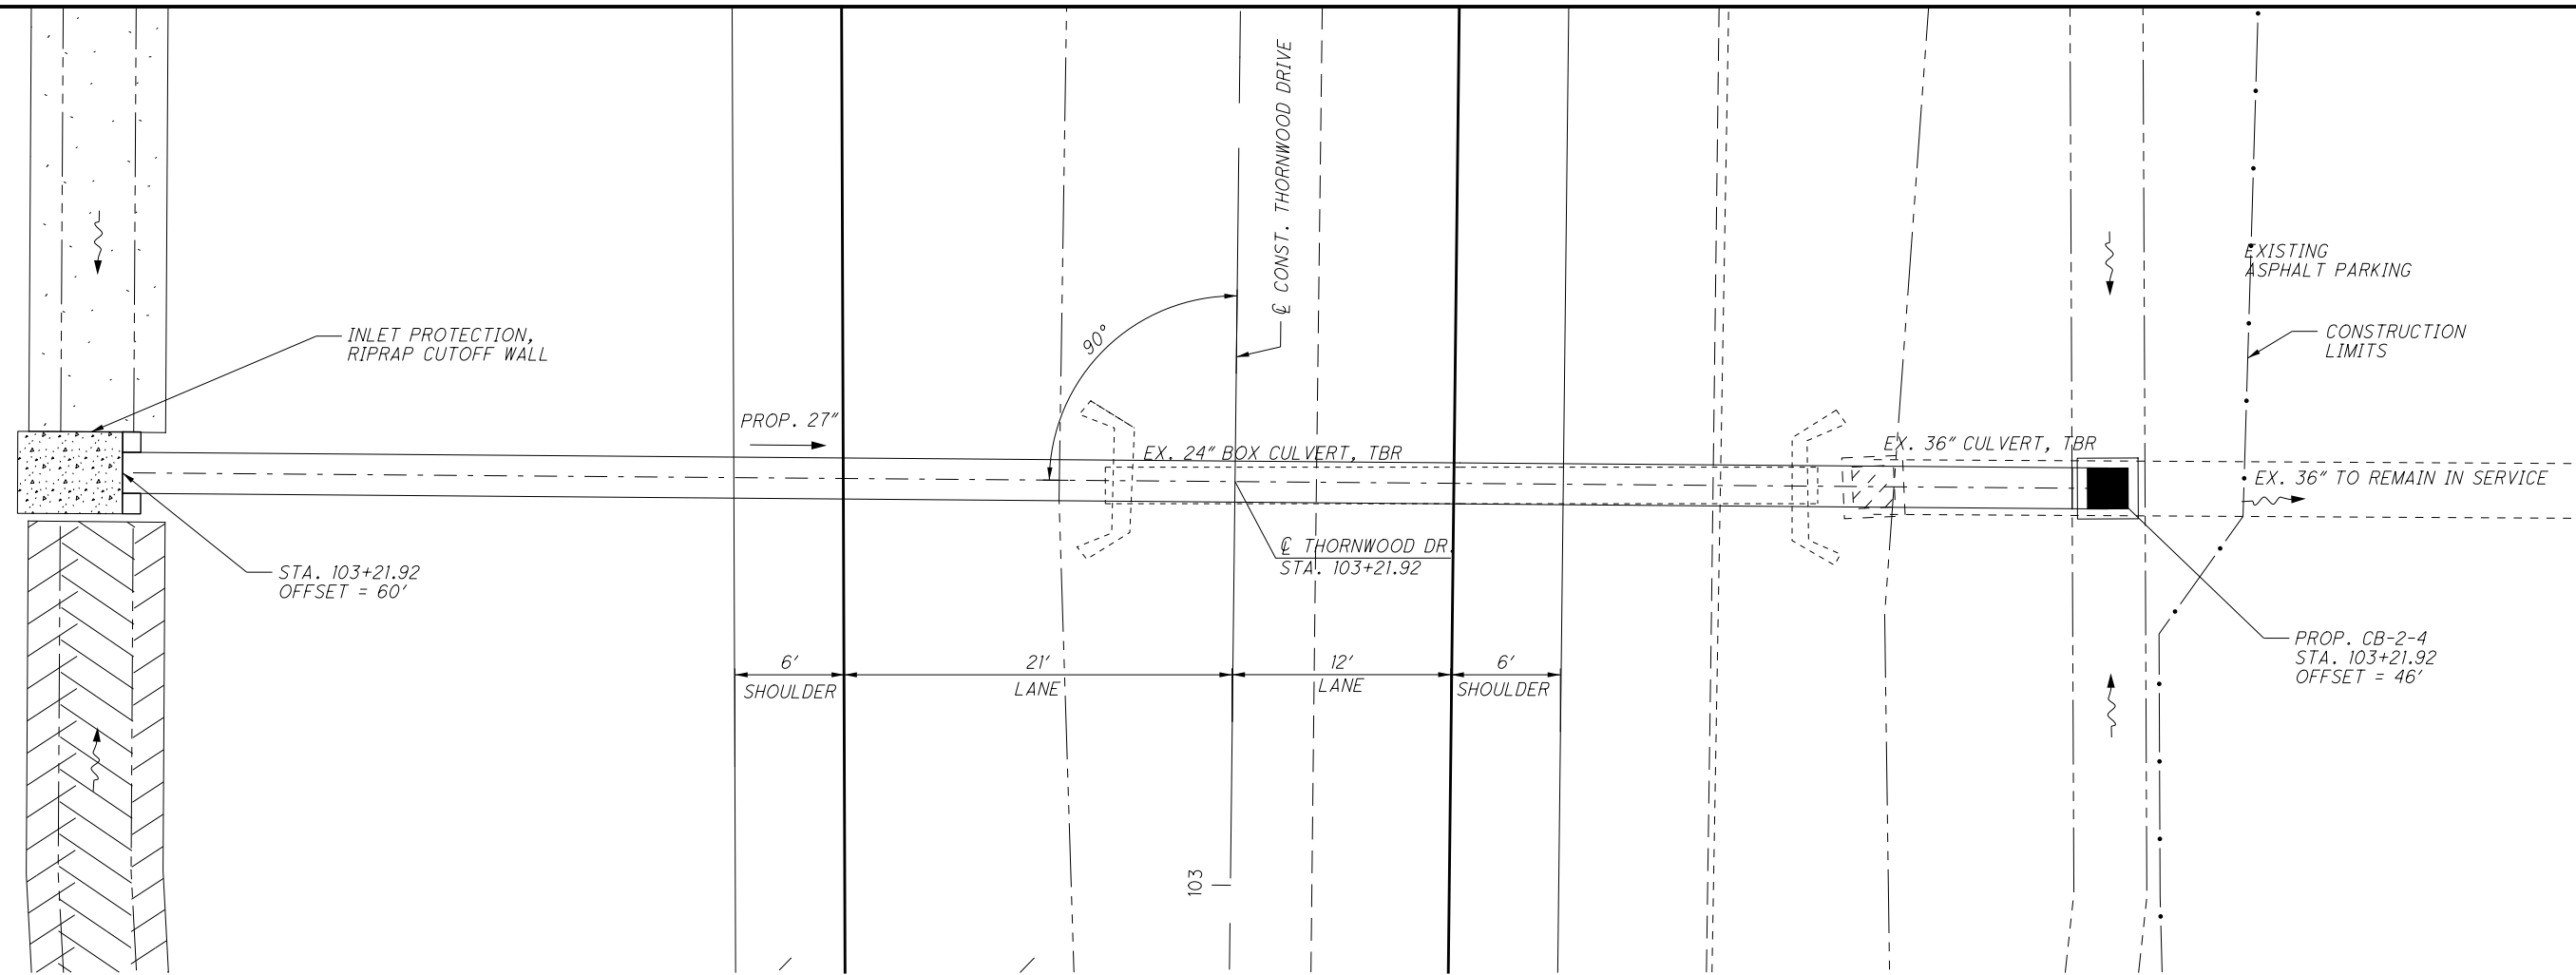 ℄ CONST. THORNWOOD DRIVE
EXISTING
ASPHALT PARKING
INLET PROTECTION,
RIPRAP CUTOFF WALL
90°
CONSTRUCTION
LIMITS
PROP. 27"
EX. 24" BOX CULVERT, TBR
EX. 36" CULVERT, TBR
EX. 36" TO REMAIN IN SERVICE
℄ THORNWOOD DR.
STA. 103+21.92
STA. 103+21.92
OFFSET = 60'
PROP. CB-2-4
STA. 103+21.92
OFFSET = 46'
6'
SHOULDER
21'
LANE
12'
LANE
6'
SHOULDER
103